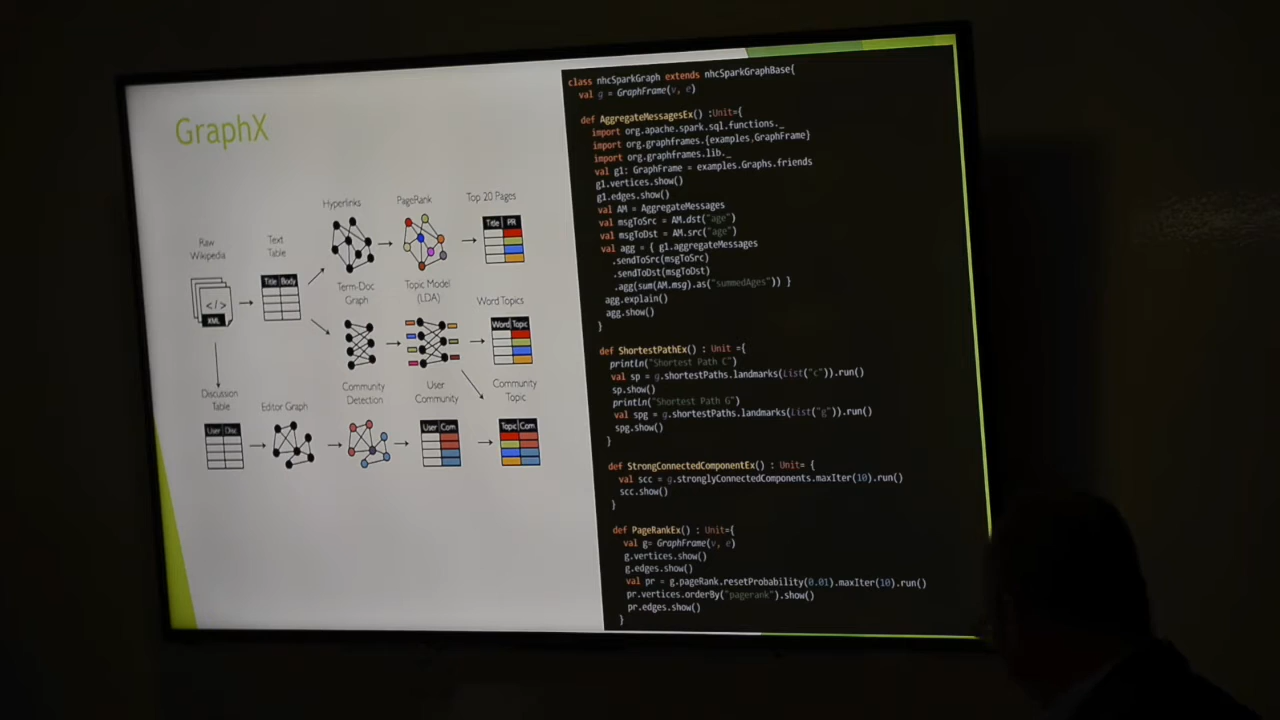 GraphX
Hyperlinks
PageRank
Top 20 Pages
Raw
Wikipedia
Text
Table
Title Body
Title PR
</>
XML
Term-Doc
Graph
Topic Model
(LDA)
Word Topics
Word Topic
Discussion
Table
User Disc
Editor Graph
Community
Detection
User
Community
User Com
Community
Topic
Topic Com
class nhcSparkGraph extends nhcSparkGraphBase{
val g = GraphFrame(v, e)
def AggregateMessagesEx() :Unit={
import org.apache.spark.sql.functions._
import org.graphframes.{examples,GraphFrame}
import org.graphframes.lib._
val g1: GraphFrame = examples.Graphs.friends
g1.vertices.show()
g1.edges.show()
val AM = AggregateMessages
val msgToSrc = AM.dst("age")
val msgToDst = AM.src("age")
val agg = { g1.aggregateMessages
.sendToSrc(msgToSrc)
.sendToDst(msgToDst)
.agg(sum(AM.msg).as("summedAges")) }
agg.explain()
agg.show()
}
def ShortestPathEx() : Unit ={
println("Shortest Path C")
val sp = g.shortestPaths.landmarks(List("c")).run()
sp.show()
println("Shortest Path G")
val spg = g.shortestPaths.landmarks(List("g")).run()
spg.show()
}
def StrongConnectedComponentEx() : Unit= {
val scc = g.stronglyConnectedComponents.maxIter(10).run()
scc.show()
}
def PageRankEx() : Unit={
val g= GraphFrame(v, e)
g.vertices.show()
g.edges.show()
val pr = g.pageRank.resetProbability(0.01).maxIter(10).run()
pr.vertices.orderBy("pagerank").show()
pr.edges.show()
}